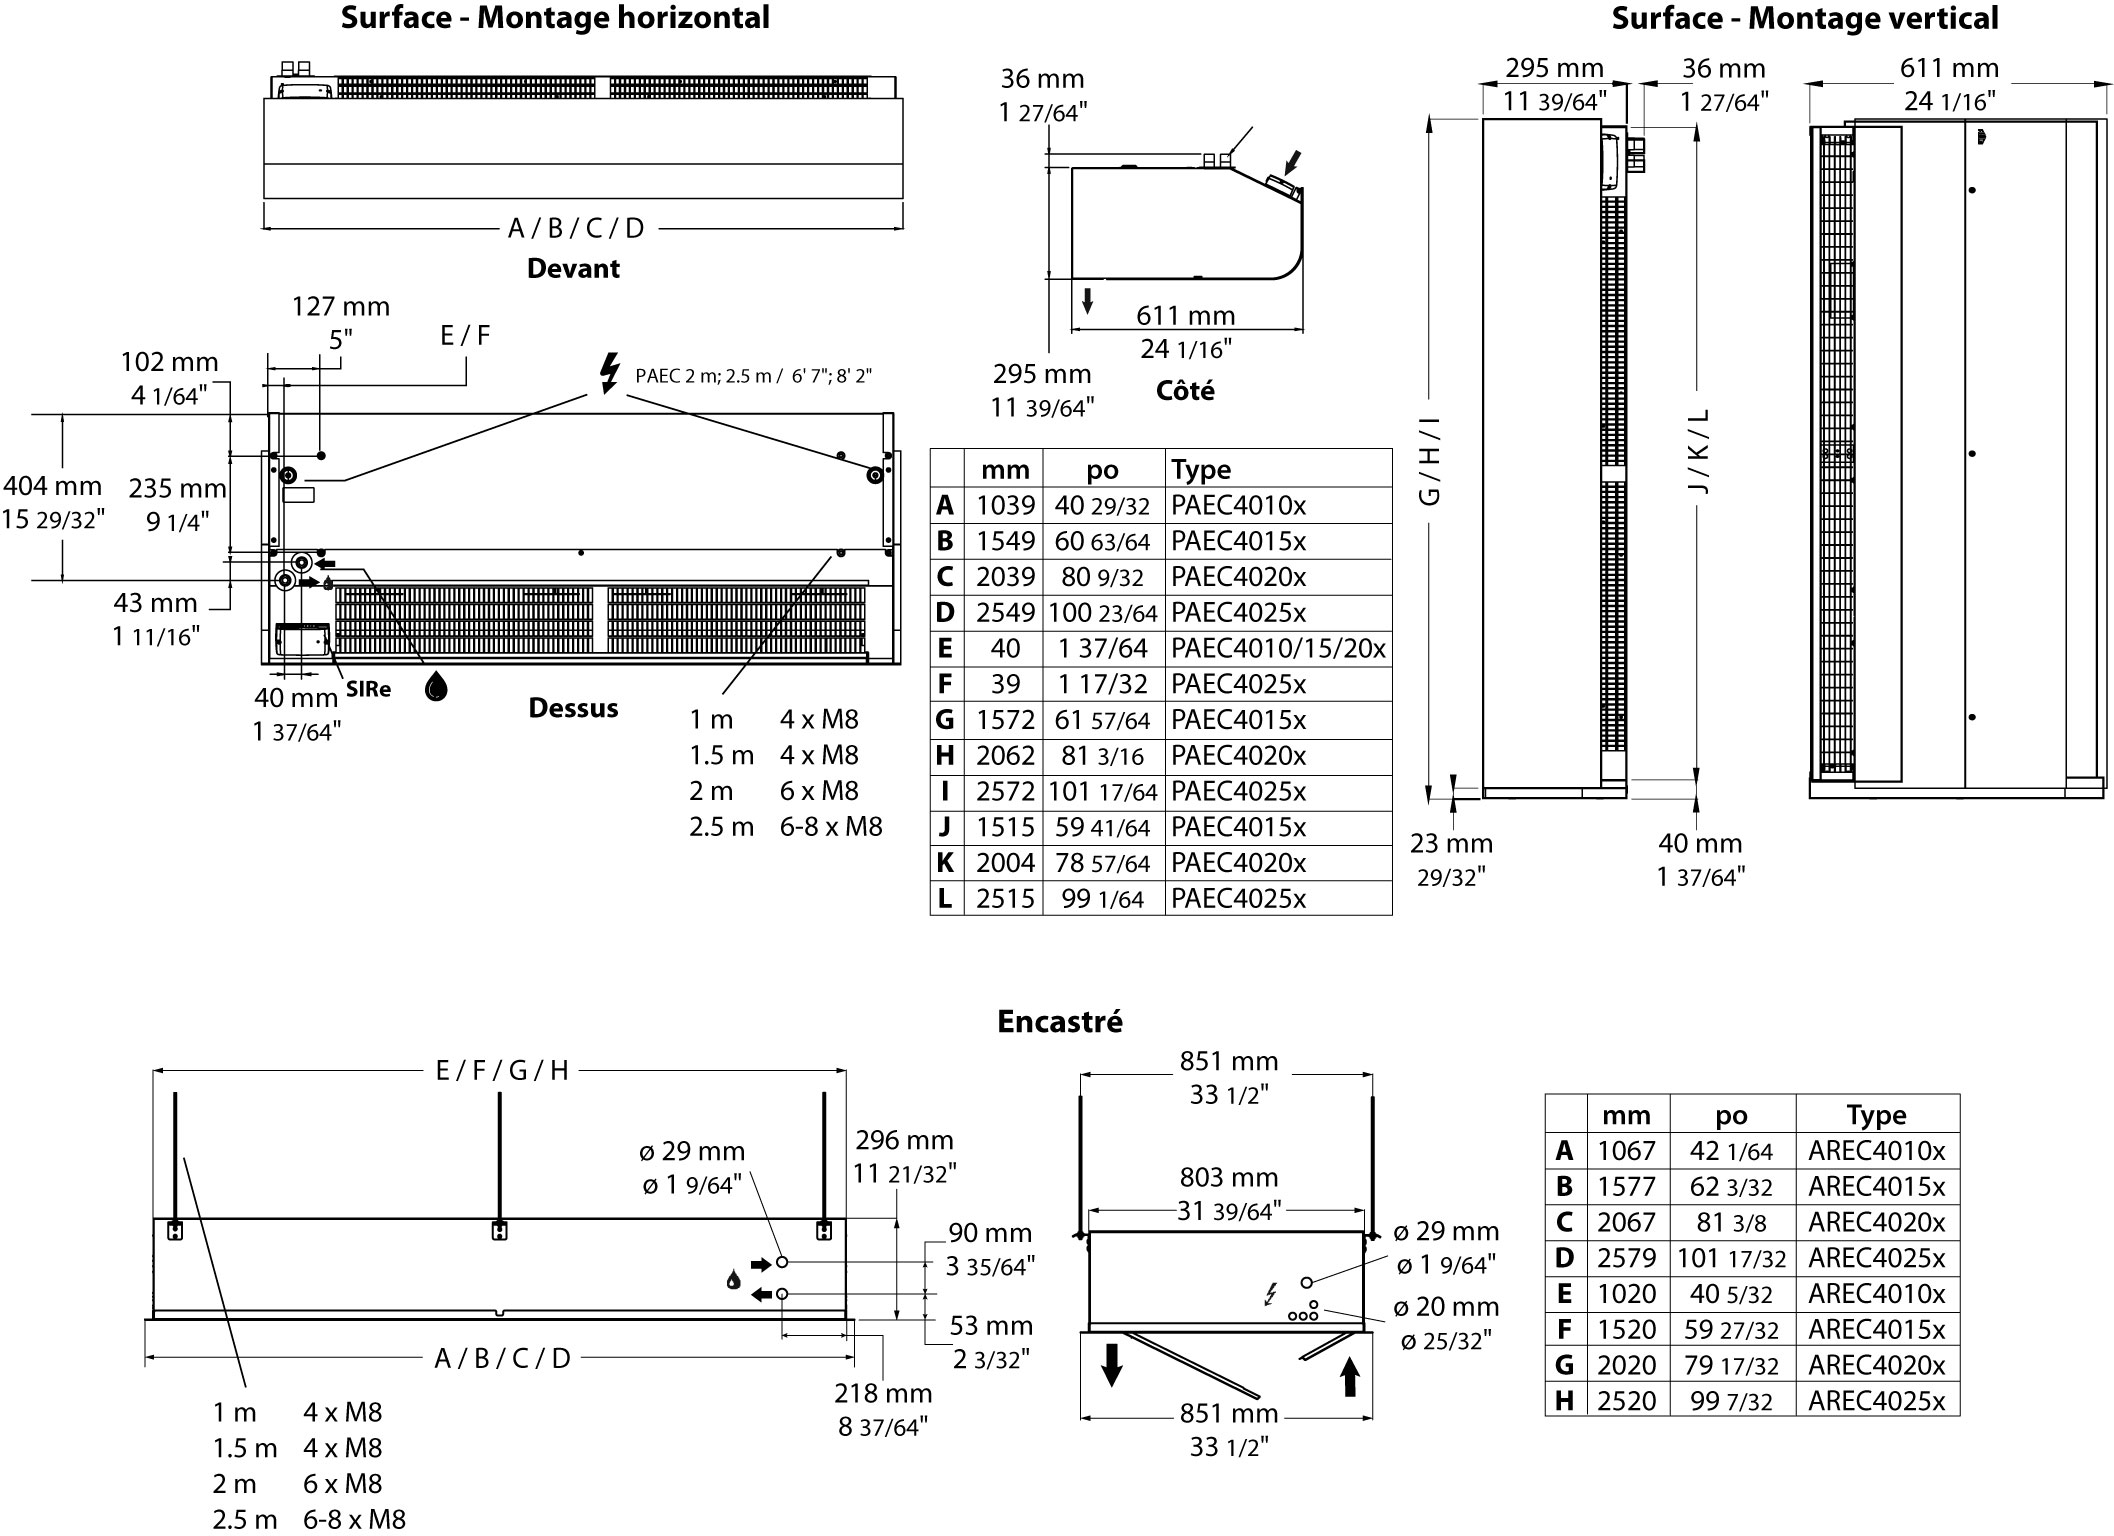 Surface - Montage horizontal
A / B / C / D
Devant
127 mm
5"
E / F
102 mm
4 1/64"
PAEC 2 m; 2.5 m / 6' 7"; 8' 2"
404 mm
15 29/32"
235 mm
9 1/4"
43 mm
1 11/16"
40 mm
1 37/64"
SIRe
Dessus
1 m 4 x M8
1.5 m 4 x M8
2 m 6 x M8
2.5 m 6-8 x M8
36 mm
1 27/64"
611 mm
24 1/16"
295 mm
11 39/64"
Côté
mm po Type
A 1039 40 29/32 PAEC4010x
B 1549 60 63/64 PAEC4015x
C 2039 80 9/32 PAEC4020x
D 2549 100 23/64 PAEC4025x
E 40 1 37/64 PAEC4010/15/20x
F 39 1 17/32 PAEC4025x
G 1572 61 57/64 PAEC4015x
H 2062 81 3/16 PAEC4020x
I 2572 101 17/64 PAEC4025x
J 1515 59 41/64 PAEC4015x
K 2004 78 57/64 PAEC4020x
L 2515 99 1/64 PAEC4025x
Surface - Montage vertical
295 mm
11 39/64"
36 mm
1 27/64"
611 mm
24 1/16"
G / H / I
J / K / L
23 mm
29/32"
40 mm
1 37/64"
Encastré
E / F / G / H
ø 29 mm
ø 1 9/64"
296 mm
11 21/32"
90 mm
3 35/64"
53 mm
2 3/32"
A / B / C / D
218 mm
8 37/64"
1 m 4 x M8
1.5 m 4 x M8
2 m 6 x M8
2.5 m 6-8 x M8
851 mm
33 1/2"
803 mm
31 39/64"
ø 29 mm
ø 1 9/64"
ø 20 mm
ø 25/32"
851 mm
33 1/2"
mm po Type
A 1067 42 1/64 AREC4010x
B 1577 62 3/32 AREC4015x
C 2067 81 3/8 AREC4020x
D 2579 101 17/32 AREC4025x
E 1020 40 5/32 AREC4010x
F 1520 59 27/32 AREC4015x
G 2020 79 17/32 AREC4020x
H 2520 99 7/32 AREC4025x